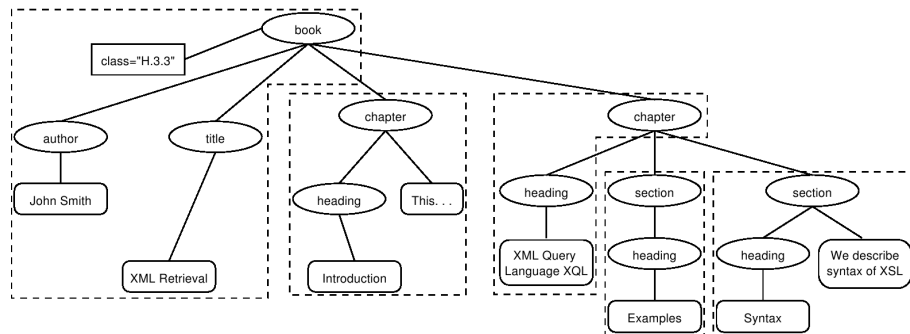 book
class="H.3.3"
chapter
chapter
author
title
John Smith
heading
This. . .
heading
section
section
XML Query
Language XQL
heading
heading
We describe
syntax of XSL
XML Retrieval
Introduction
Examples
Syntax